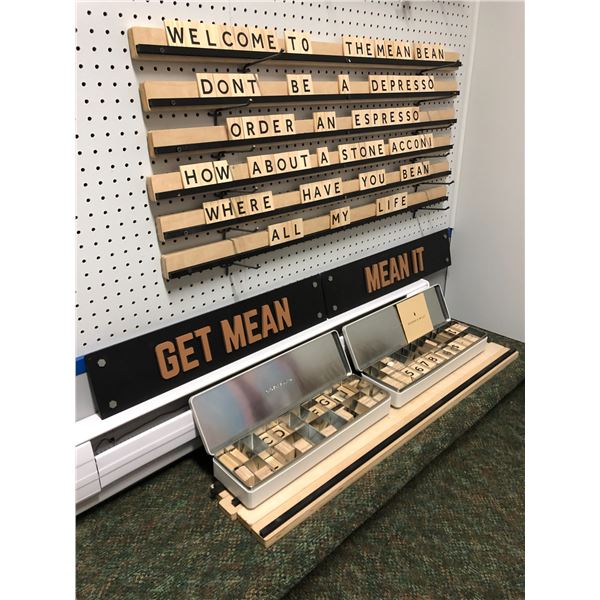 WELCOME TO THE MEAN BEAN
DONT BE A DEPRESSO
ORDER AN ESPRESSO
HOW ABOUT A STONE ACCONI
WHERE HAVE YOU BEAN
ALL MY LIFE
GET MEAN
MEAN IT
5678